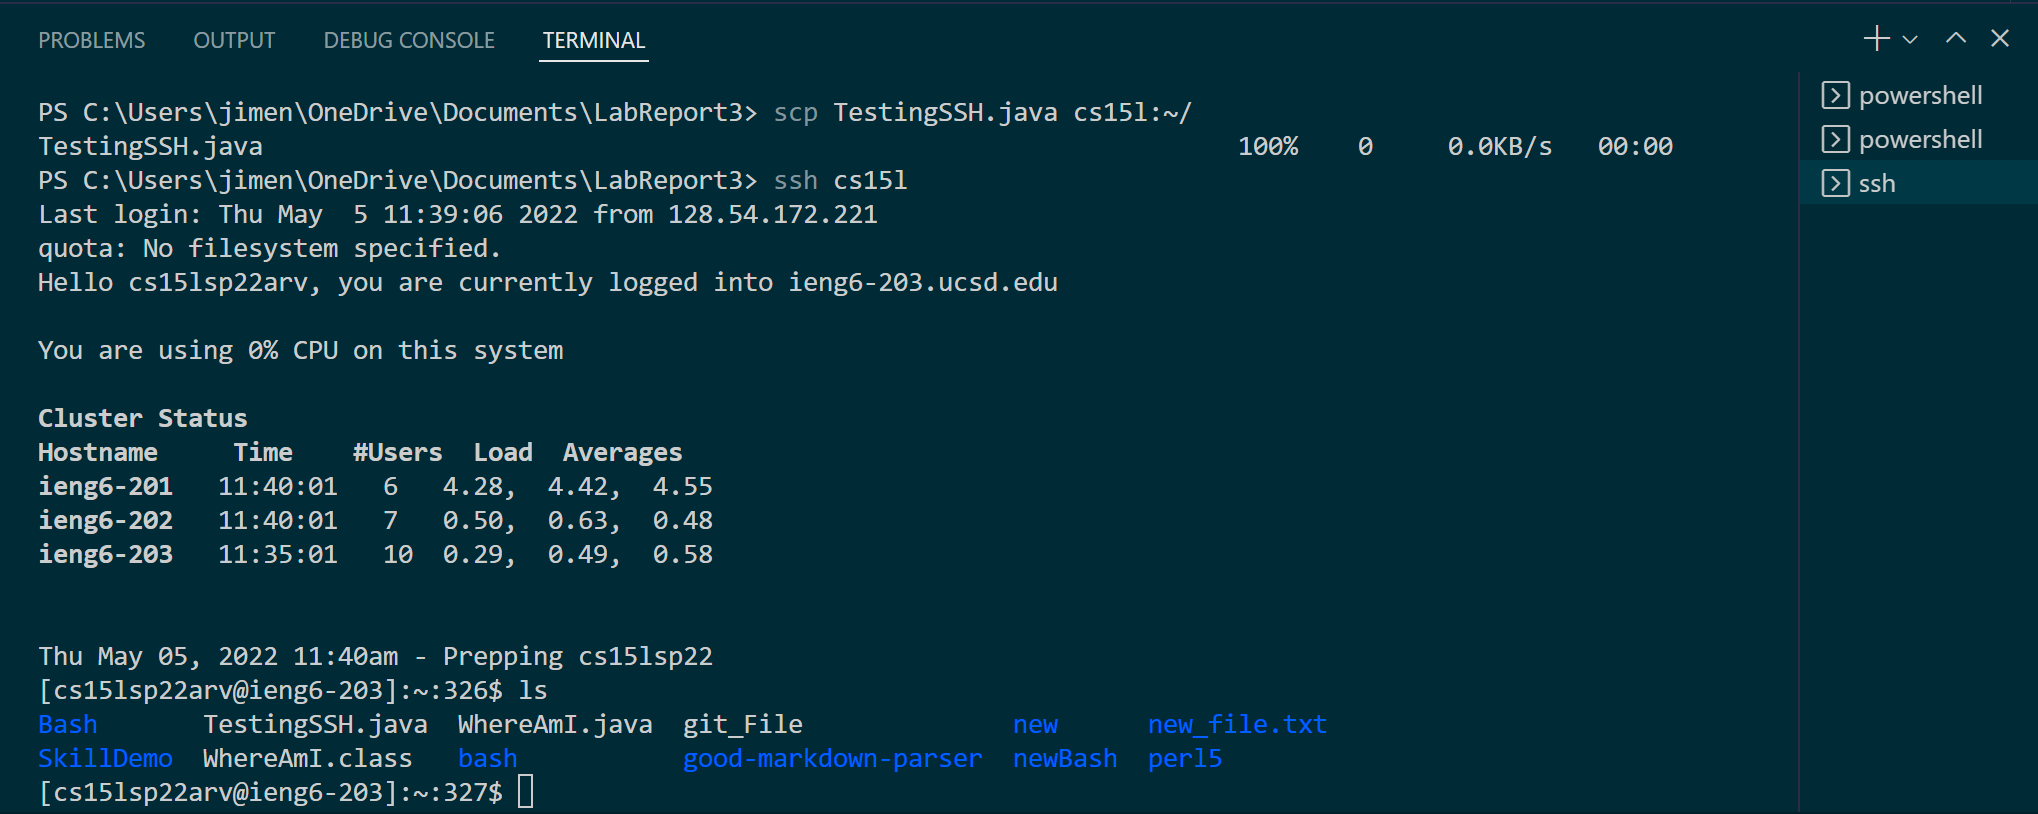 PROBLEMS OUTPUT DEBUG CONSOLE TERMINAL
PS C:\Users\jimen\OneDrive\Documents\LabReport3> scp TestingSSH.java cs15l:~/
TestingSSH.java 100% 0 0.0KB/s 00:00
PS C:\Users\jimen\OneDrive\Documents\LabReport3> ssh cs15l
Last login: Thu May  5 11:39:06 2022 from 128.54.172.221
quota: No filesystem specified.
Hello cs15lsp22arv, you are currently logged into ieng6-203.ucsd.edu
You are using 0% CPU on this system
Cluster Status
Hostname     Time    #Users  Load  Averages
ieng6-201   11:40:01   6   4.28,  4.42,  4.55
ieng6-202   11:40:01   7   0.50,  0.63,  0.48
ieng6-203   11:35:01   10  0.29,  0.49,  0.58
Thu May 05, 2022 11:40am - Prepping cs15lsp22
[cs15lsp22arv@ieng6-203]:~:326$ ls
Bash       TestingSSH.java  WhereAmI.java  git_File              new      new_file.txt
SkillDemo  WhereAmI.class   bash           good-markdown-parser  newBash  perl5
[cs15lsp22arv@ieng6-203]:~:327$
powershell
powershell
ssh